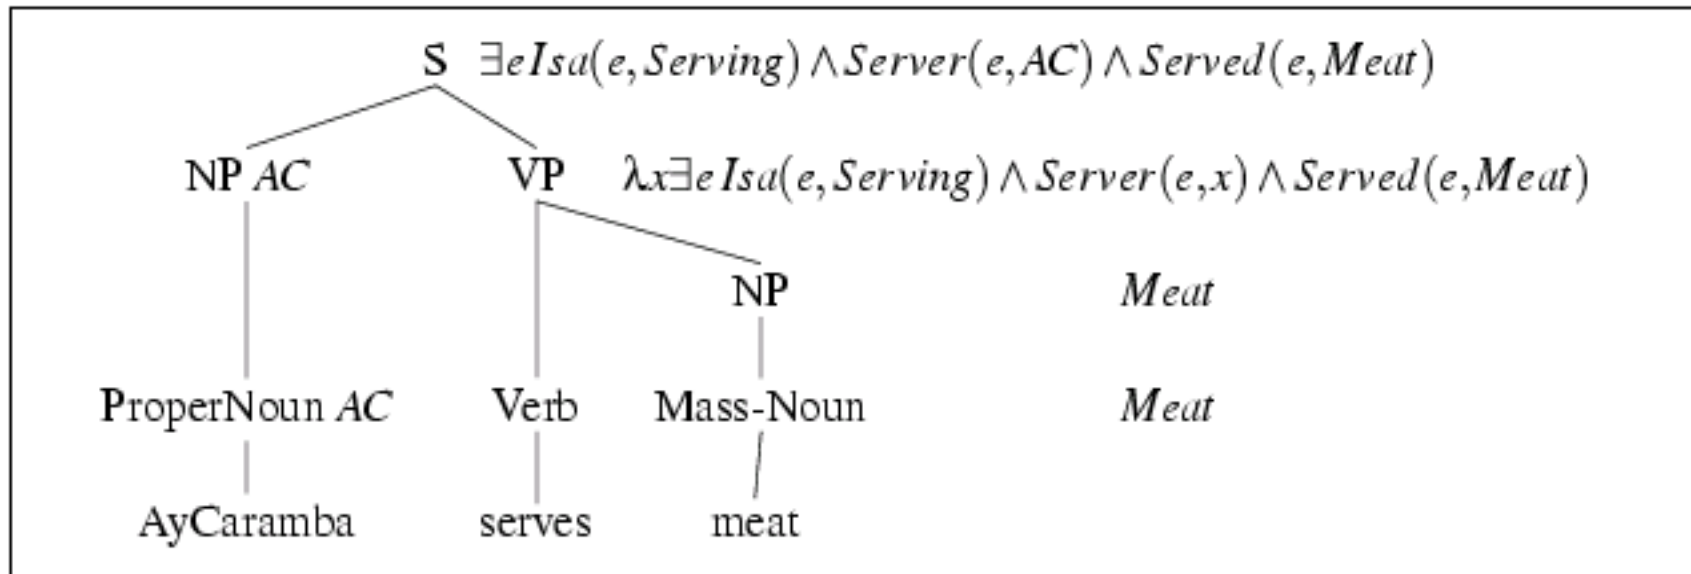 S ∃eIsa(e,Serving)∧Server(e,AC)∧Served(e,Meat)
NP AC VP λx∃eIsa(e,Serving)∧Server(e,x)∧Served(e,Meat)
NP Meat
ProperNoun AC Verb Mass-Noun Meat
AyCaramba serves meat